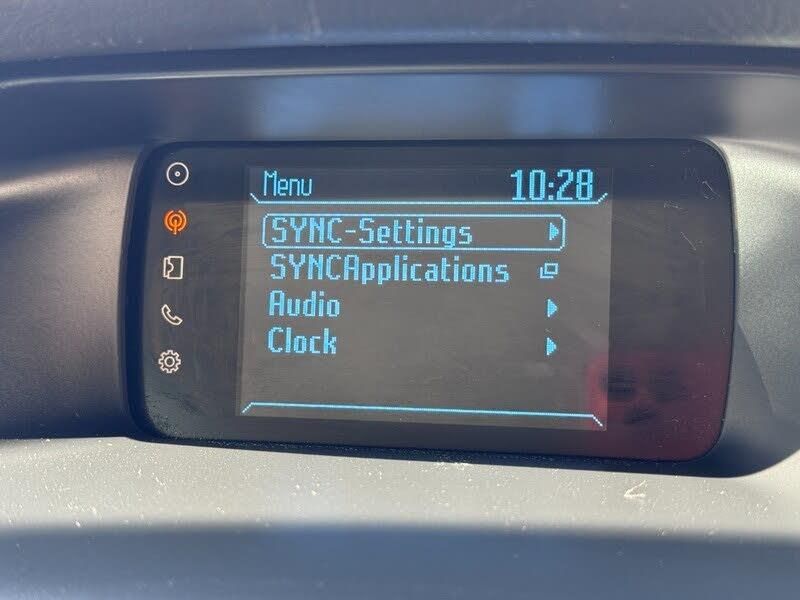 Menu 10:28
SYNC-Settings
SYNCApplications
Audio
Clock